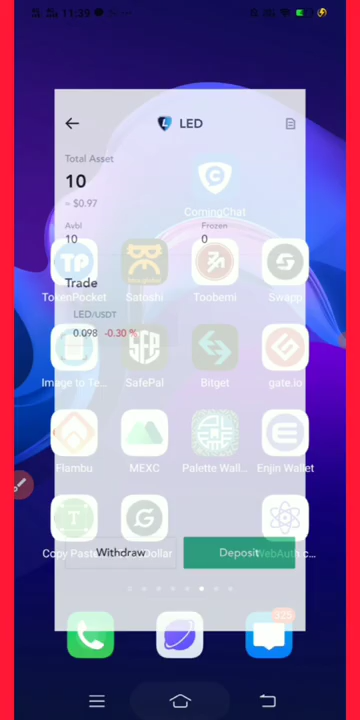 11:39
LED
Total Asset
10
≈ $0.97
Avbl
Frozen
10
0
ComingChat
Trade
TokenPocket
Satoshi
Toobemi
Swapp
LED/USDT
0.098 -0.30 %
Image to Te...
SafePal
Bitget
gate.io
Flambu
MEXC
Palette Wall...
Enjin Wallet
Withdraw
Deposit
Copy Paste
Dollar
WebAuth c...
325